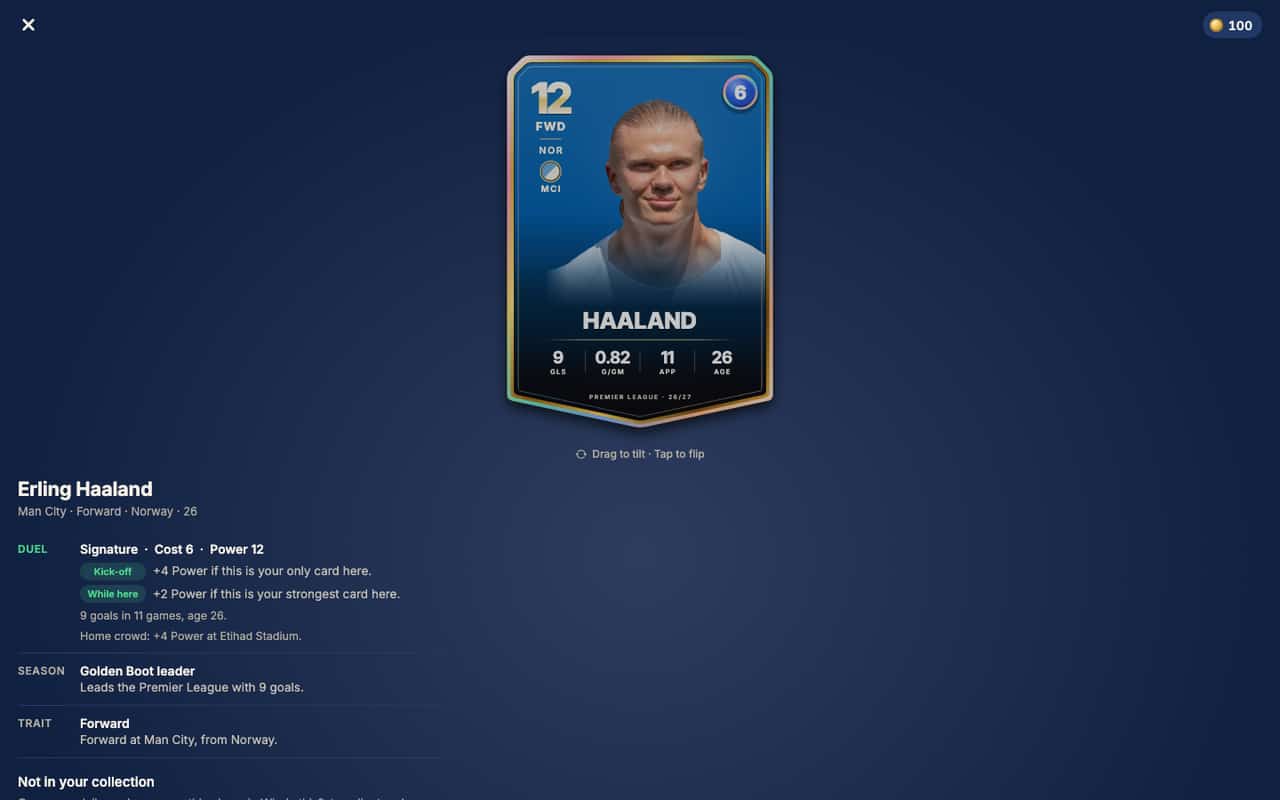 ✕
100
12
6
FWD
NOR
MCI
HAALAND
9 0.82 11 26
GLS G/GM APP AGE
PREMIER LEAGUE · 26/27
Drag to tilt · Tap to flip
Erling Haaland
Man City · Forward · Norway · 26
DUEL Signature · Cost 6 · Power 12
Kick-off +4 Power if this is your only card here.
While here +2 Power if this is your strongest card here.
9 goals in 11 games, age 26.
Home crowd: +4 Power at Etihad Stadium.
SEASON Golden Boot leader
Leads the Premier League with 9 goals.
TRAIT Forward
Forward at Man City, from Norway.
Not in your collection